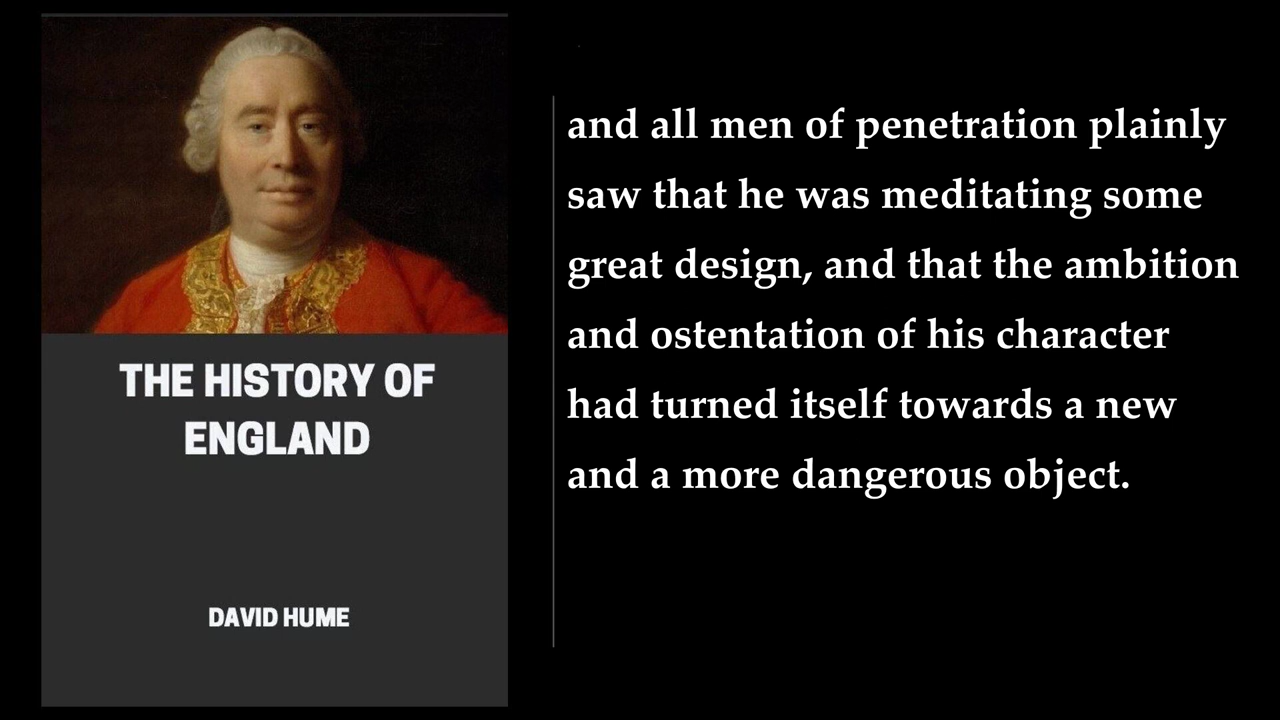 THE HISTORY OF
ENGLAND
DAVID HUME
and all men of penetration plainly
saw that he was meditating some
great design, and that the ambition
and ostentation of his character
had turned itself towards a new
and a more dangerous object.